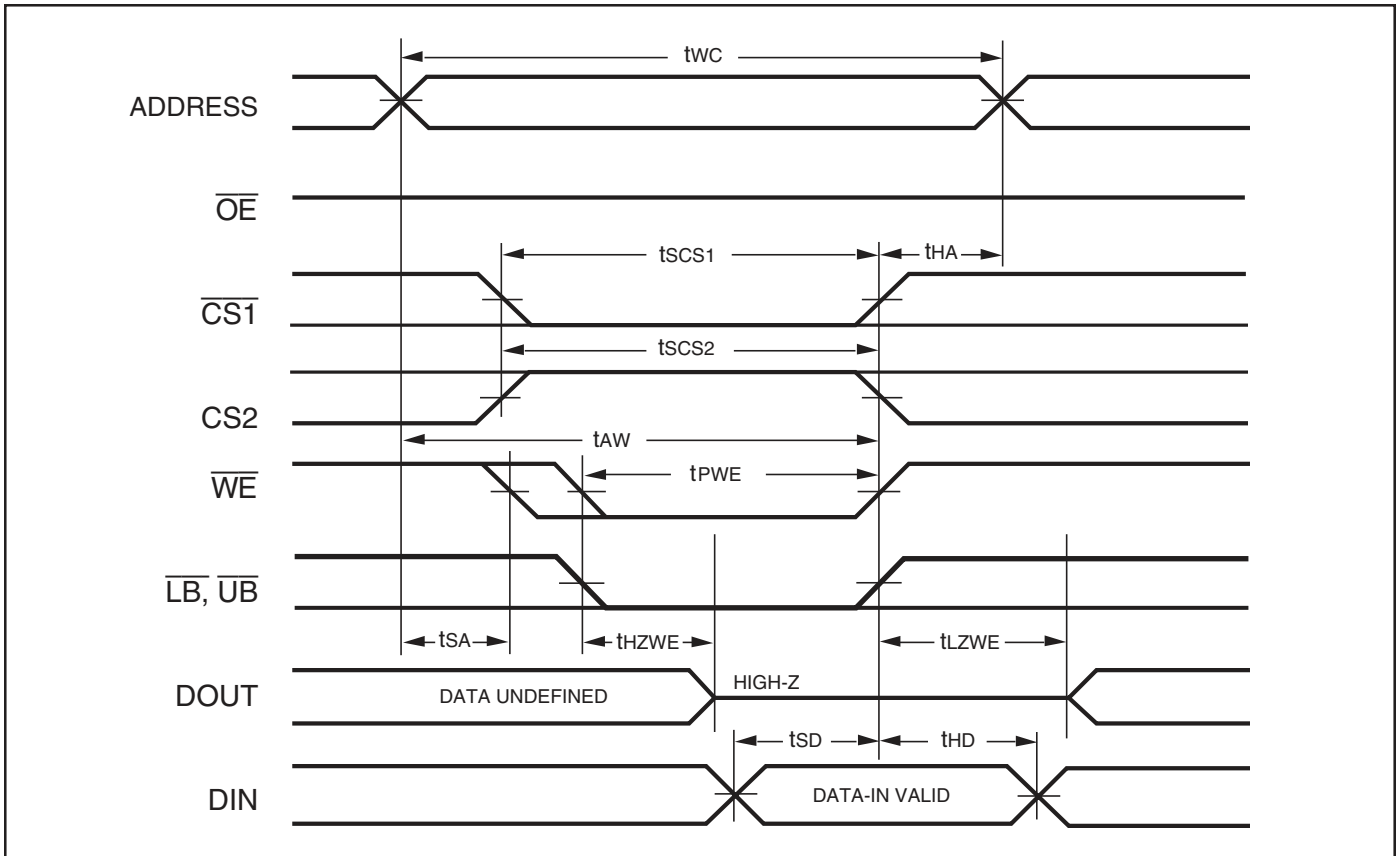 tWC
ADDRESS
OE
tSCS1
tHA
CS1
tSCS2
CS2
tAW
WE
tPWE
LB, UB
tSA
tHZWE
tLZWE
DOUT
DATA UNDEFINED
HIGH-Z
tSD
tHD
DIN
DATA-IN VALID